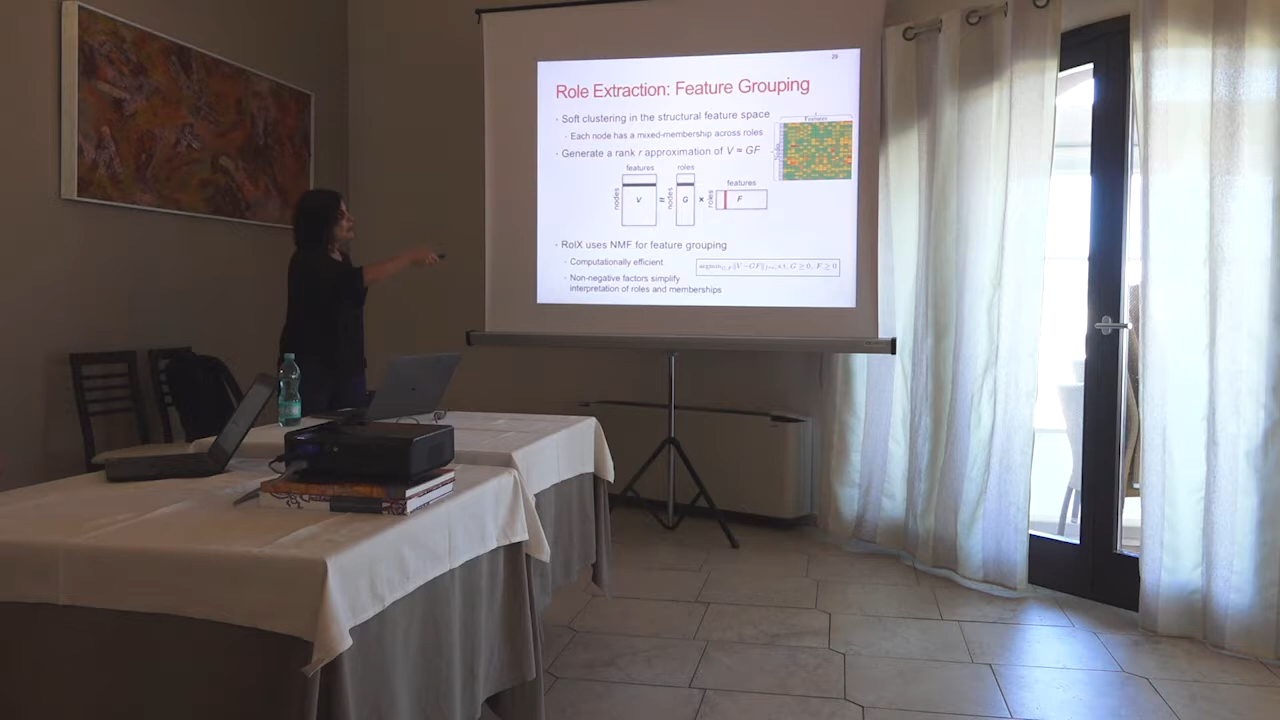 29
Role Extraction: Feature Grouping
• Soft clustering in the structural feature space
• Each node has a mixed-membership across roles
• Generate a rank r approximation of V ≈ GF
Features
features
roles
features
nodes
V
≈
nodes
G
×
roles
F
• RolX uses NMF for feature grouping
• Computationally efficient
• Non-negative factors simplify
interpretation of roles and memberships